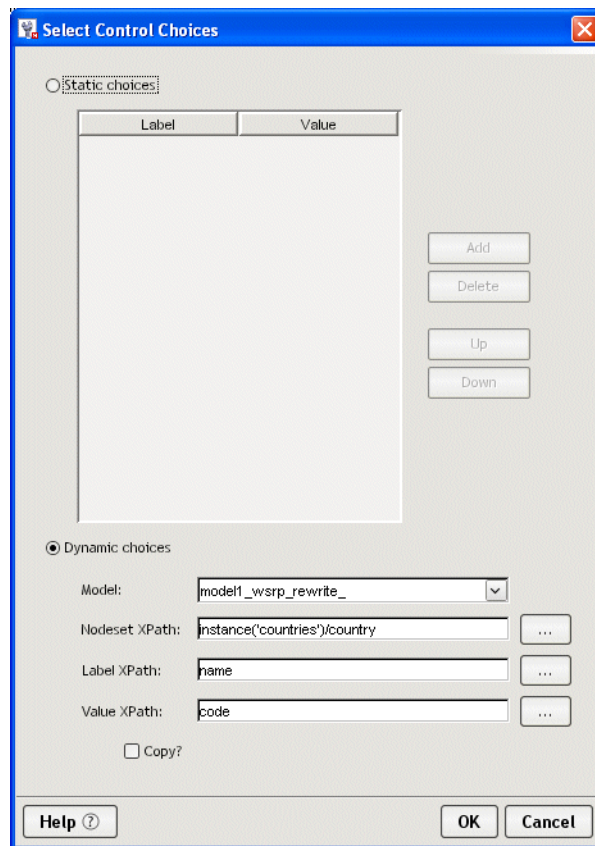 Select Control Choices
Static choices
Label Value
Add
Delete
Up
Down
Dynamic choices
Model: model1_wsrp_rewrite_
Nodeset XPath: instance('countries')/country ...
Label XPath: name ...
Value XPath: code ...
Copy?
Help ? OK Cancel